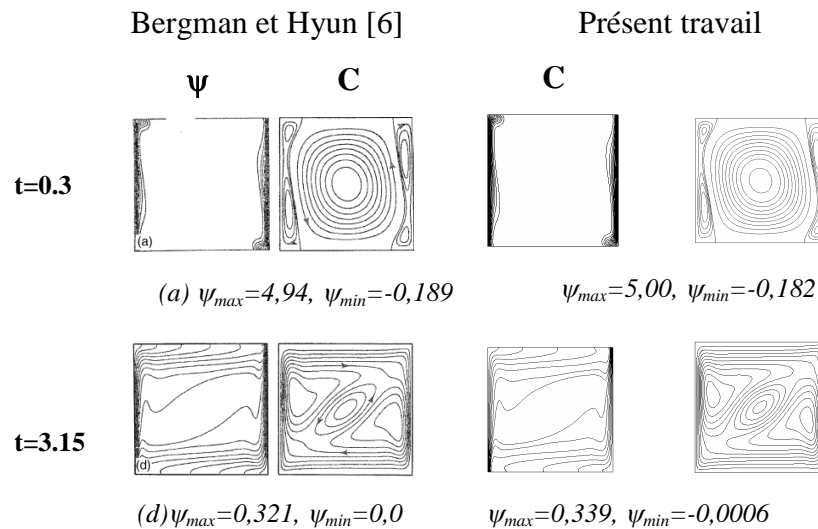 Bergman et Hyun [6] Présent travail
ψ C C
t=0.3
(a)
(a) ψmax=4,94, ψmin=-0,189 ψmax=5,00, ψmin=-0,182
t=3.15
(d)
(d)ψmax=0,321, ψmin=0,0 ψmax=0,339, ψmin=-0,0006